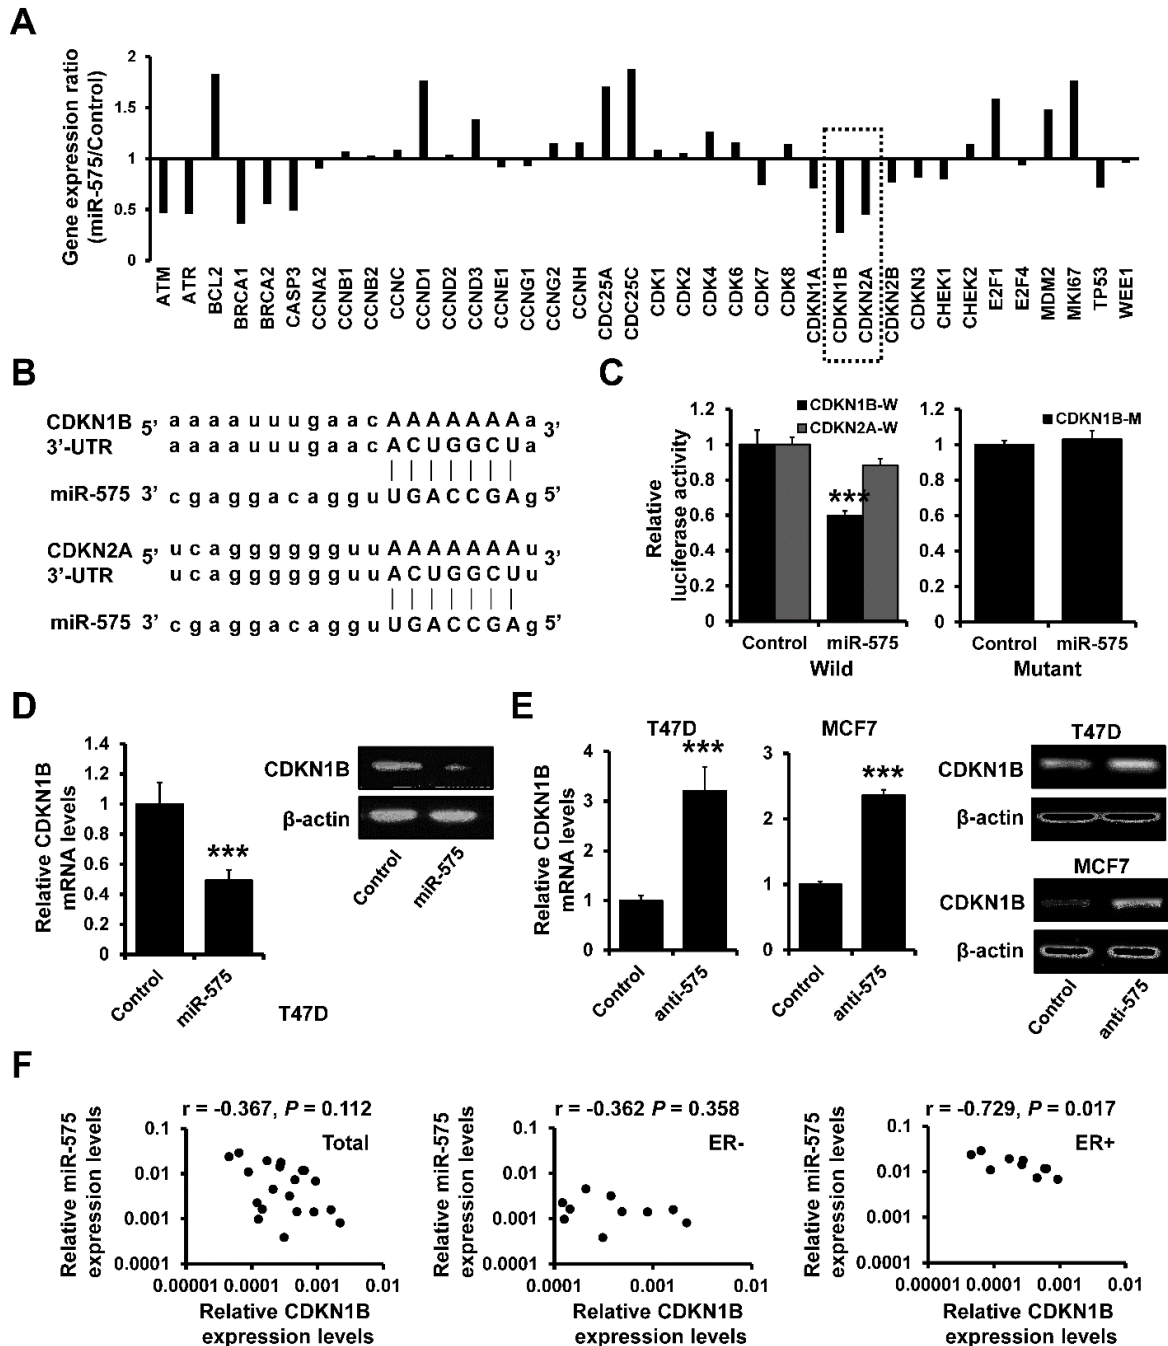 A
Gene expression ratio
(miR-575/Control)
2
1.5
1
0.5
0
ATM
ATR
BCL2
BRCA1
BRCA2
CASP3
CCNA2
CCNB1
CCNB2
CCNC
CCND1
CCND2
CCND3
CCNE1
CCNG1
CCNG2
CCNH
CDC25A
CDC25C
CDK1
CDK2
CDK4
CDK6
CDK7
CDK8
CDKN1A
CDKN1B
CDKN2A
CDKN2B
CDKN3
CHEK1
CHEK2
E2F1
E2F4
MDM2
MKI67
TP53
WEE1
B
CDKN1B 5’ a a a a u u u g a a c A A A A A A A a 3’
3’-UTR a a a a u u u g a a c A C U G G C U a
miR-575 3’ c g a g g a c a g g u U G A C C G A g 5’
CDKN2A 5’ u c a g g g g g g u u A A A A A A A u 3’
3’-UTR u c a g g g g g g u u A C U G G C U u
miR-575 3’ c g a g g a c a g g u U G A C C G A g 5’
C
Relative
luciferase activity
1.2
1
0.8
0.6
0.4
0.2
0
CDKN1B-W
CDKN2A-W
***
Control miR-575
Wild
1.2
1
0.8
0.6
0.4
0.2
0
CDKN1B-M
Control miR-575
Mutant
D
Relative CDKN1B
mRNA levels
1.4
1.2
1
0.8
0.6
0.4
0.2
0
***
Control
miR-575
T47D
CDKN1B
β-actin
Control
miR-575
E
Relative CDKN1B
mRNA levels
T47D
4
3
2
1
0
***
Control
anti-575
MCF7
3
2
1
0
***
Control
anti-575
T47D
CDKN1B
β-actin
MCF7
CDKN1B
β-actin
Control
anti-575
F
Relative miR-575
expression levels
r = -0.367, P = 0.112
Total
0.1
0.01
0.001
0.0001
0.00001 0.0001 0.001 0.01
Relative CDKN1B
expression levels
Relative miR-575
expression levels
r = -0.362 P = 0.358
ER-
0.1
0.01
0.001
0.0001
0.0001 0.001 0.01
Relative CDKN1B
expression levels
Relative miR-575
expression levels
r = -0.729, P = 0.017
ER+
0.1
0.01
0.001
0.0001
0.00001 0.0001 0.001 0.01
Relative CDKN1B
expression levels